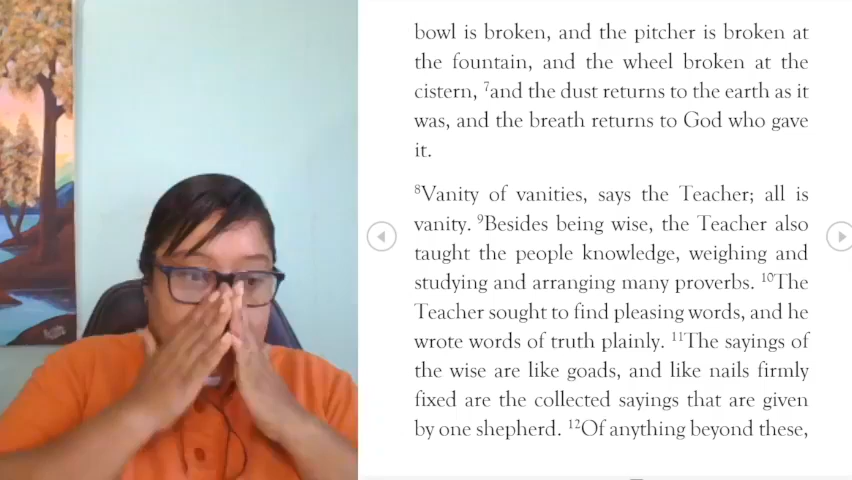 bowl is broken, and the pitcher is broken at
the fountain, and the wheel broken at the
cistern, ⁷and the dust returns to the earth as it
was, and the breath returns to God who gave
it.
⁸Vanity of vanities, says the Teacher; all is
vanity. ⁹Besides being wise, the Teacher also
taught the people knowledge, weighing and
studying and arranging many proverbs. ¹⁰The
Teacher sought to find pleasing words, and he
wrote words of truth plainly. ¹¹The sayings of
the wise are like goads, and like nails firmly
fixed are the collected sayings that are given
by one shepherd. ¹²Of anything beyond these,